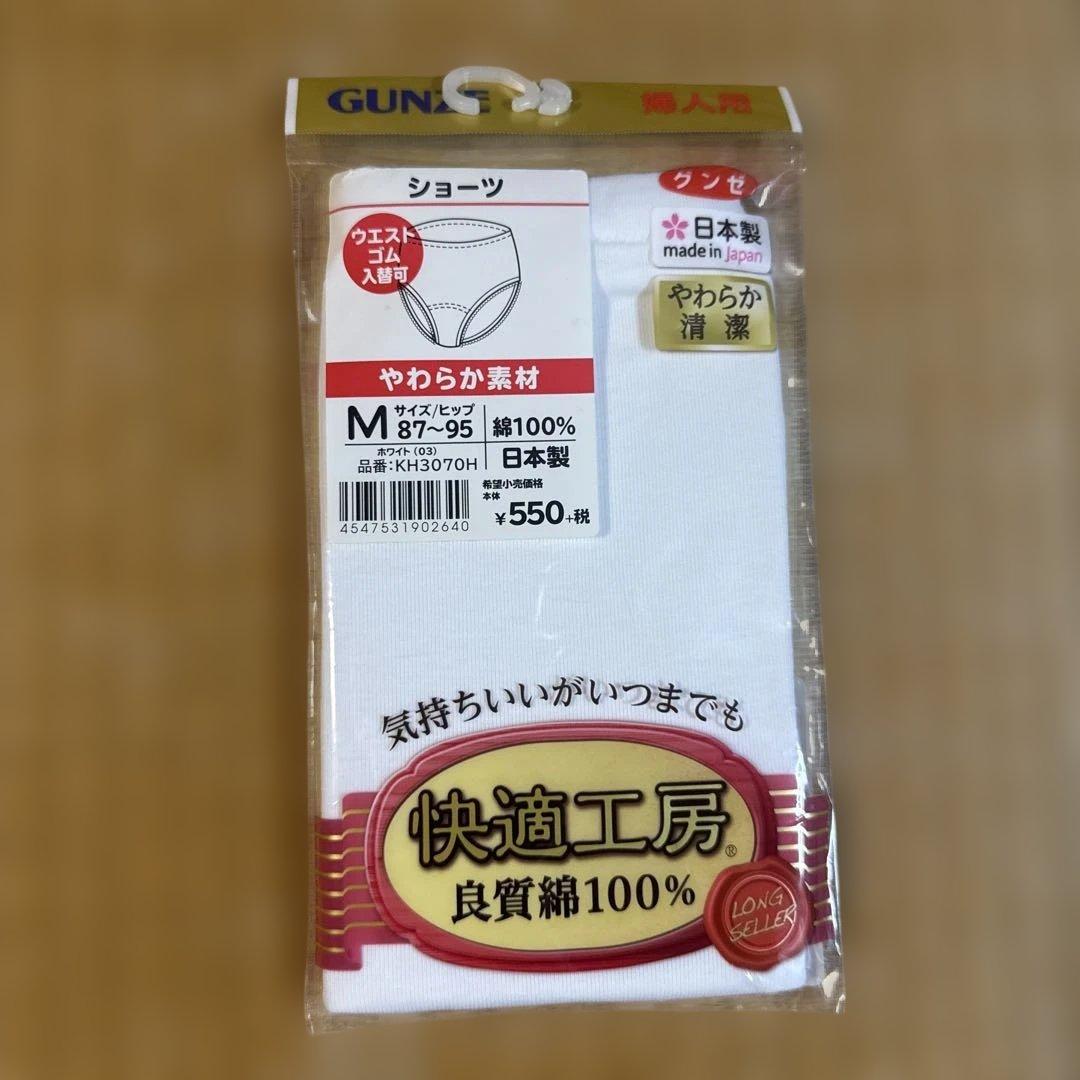 GUNZE
婦人用
ショーツ
ウエスト
ゴム
入替可
グンゼ
日本製
made in Japan
やわらか
清潔
やわらか素材
M サイズ/ヒップ
87〜95
綿100%
ホワイト(03)
品番:KH3070H
日本製
希望小売価格
本体
¥550+税
4547531902640
気持ちいいがいつまでも
快適工房®
良質綿100%
LONG
SELLER